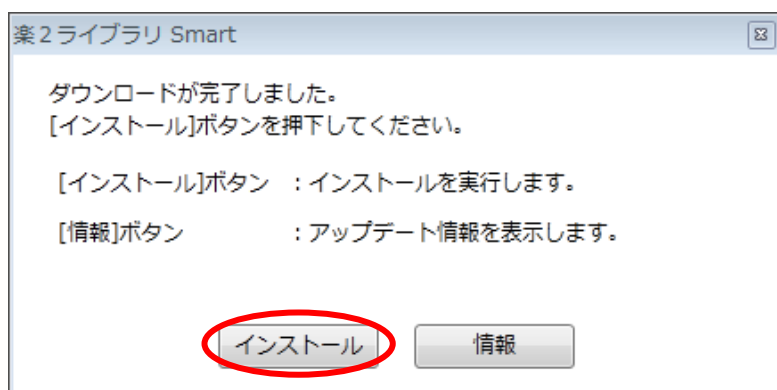 楽2ライブラリ Smart
ダウンロードが完了しました。
[インストール]ボタンを押下してください。
[インストール]ボタン ：インストールを実行します。
[情報]ボタン ：アップデート情報を表示します。
インストール 情報